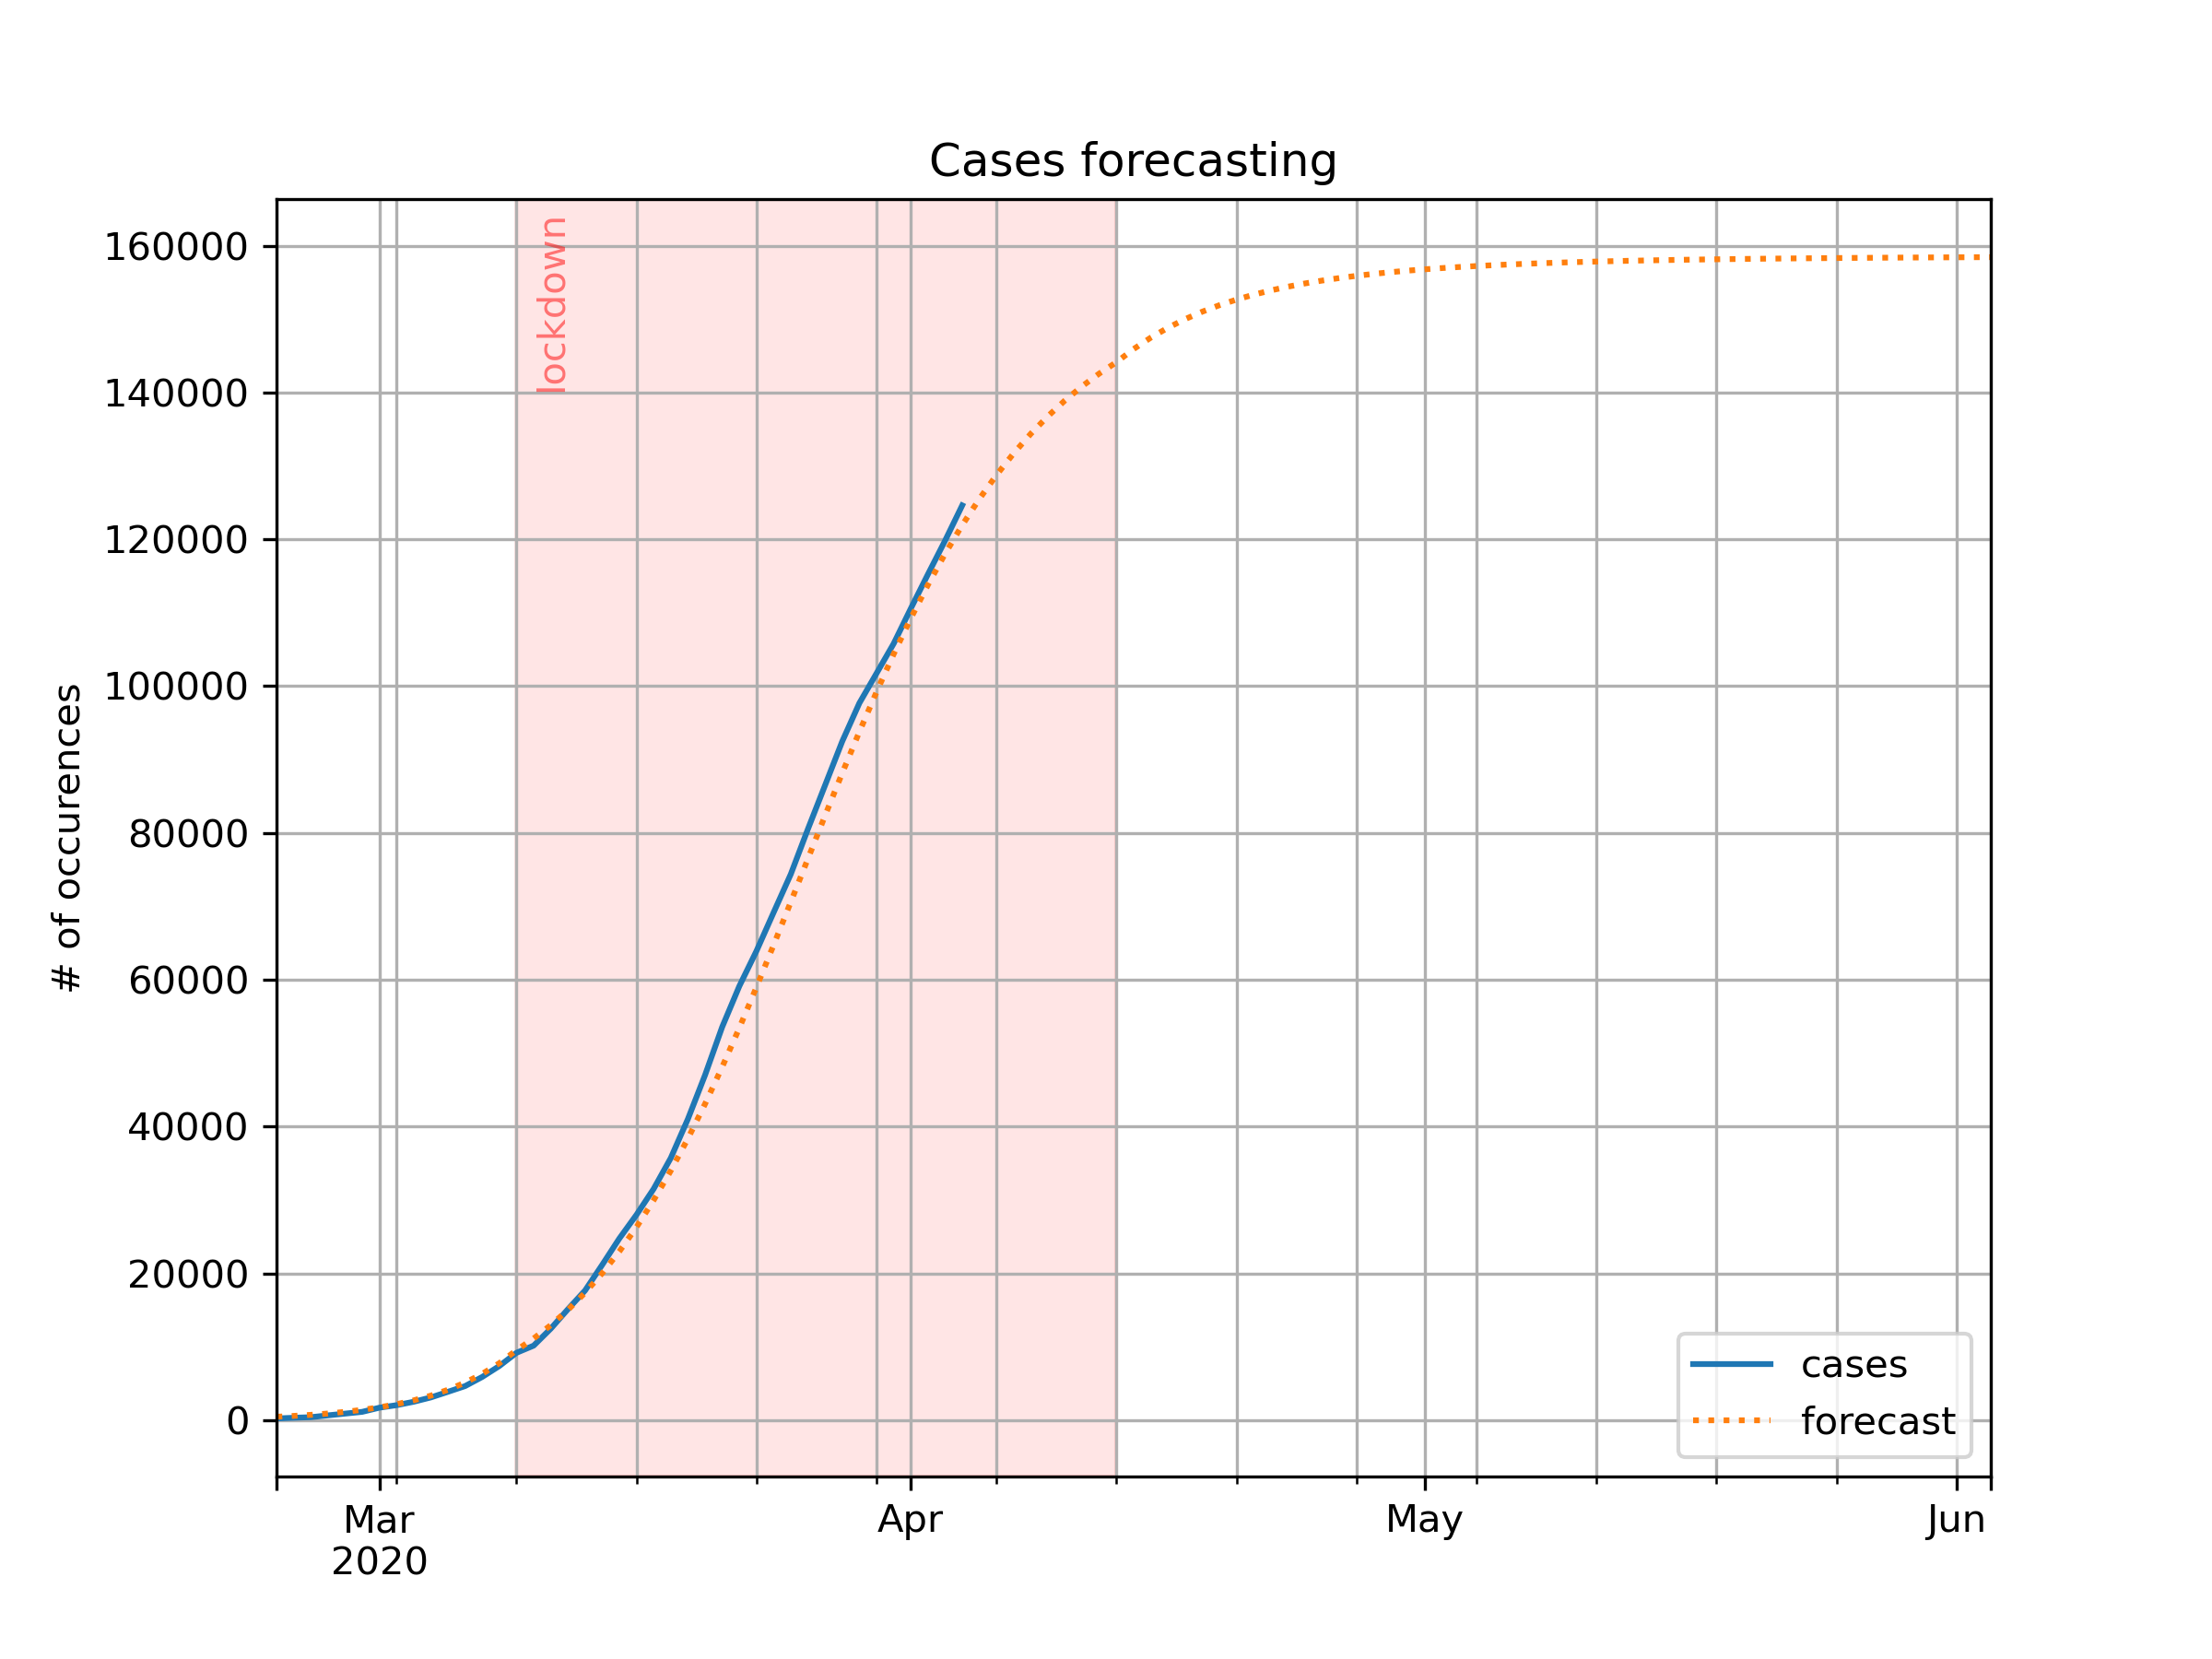 Cases forecasting
lockdown
# of occurences
160000
140000
120000
100000
80000
60000
40000
20000
0
Mar
2020
Apr
May
Jun
cases
forecast